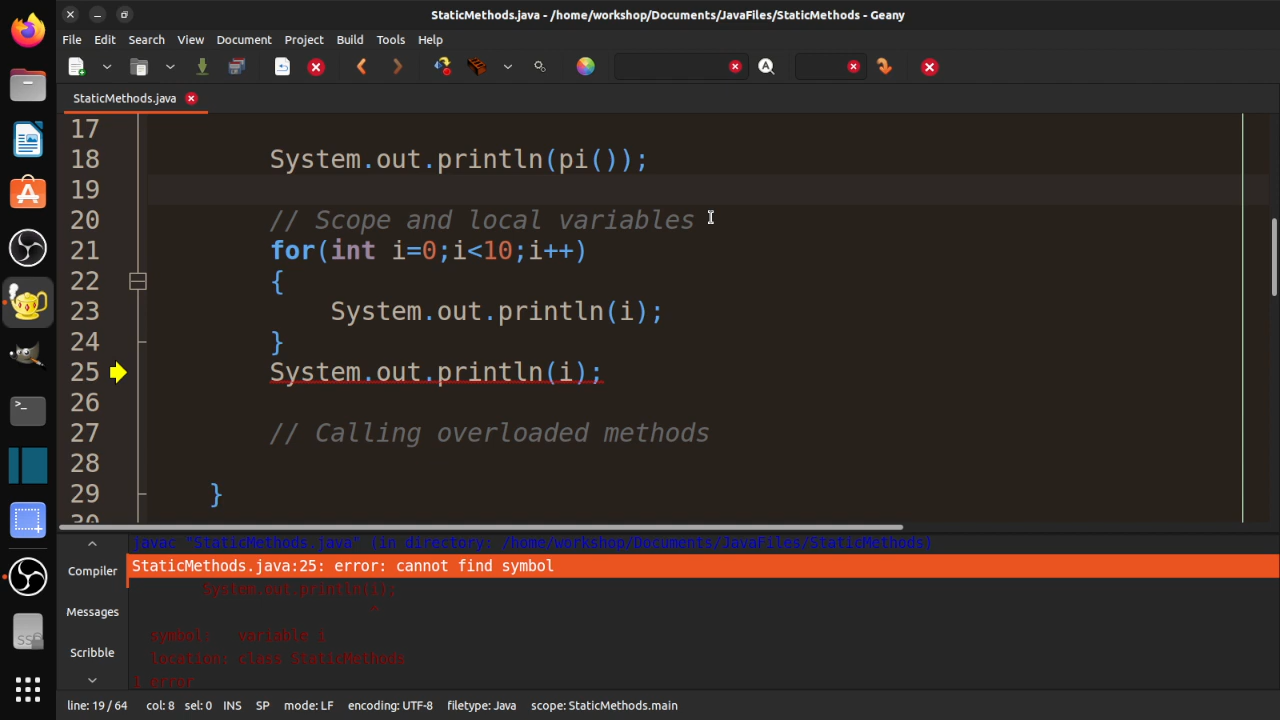 StaticMethods.java - /home/workshop/Documents/JavaFiles/StaticMethods - Geany
File Edit Search View Document Project Build Tools Help
StaticMethods.java
17
18 System.out.println(pi());
19
20 // Scope and local variables
21 for(int i=0;i<10;i++)
22 {
23 System.out.println(i);
24 }
25 System.out.println(i);
26
27 // Calling overloaded methods
28
29 }
30
javac "StaticMethods.java" (in directory: /home/workshop/Documents/JavaFiles/StaticMethods)
Compiler StaticMethods.java:25: error: cannot find symbol
System.out.println(i);
^
Messages
symbol: variable i
Scribble location: class StaticMethods
1 error
line: 19 / 64 col: 8 sel: 0 INS SP mode: LF encoding: UTF-8 filetype: Java scope: StaticMethods.main